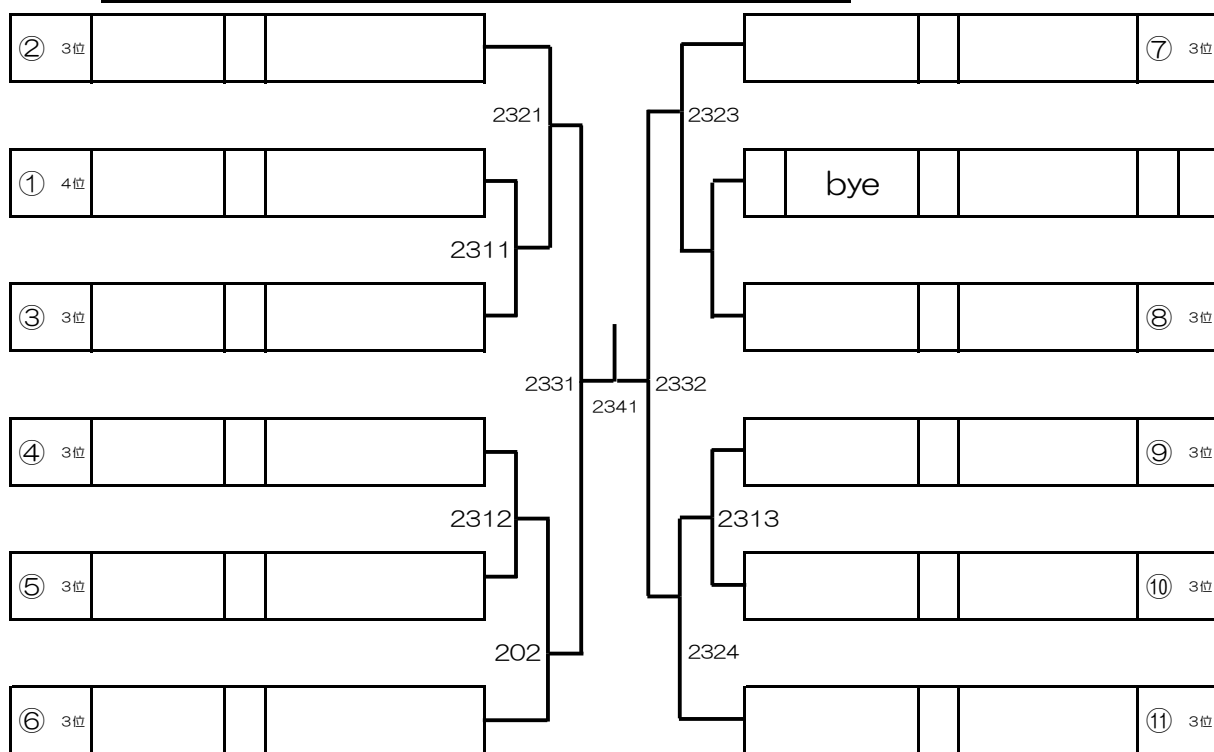 ② 3位
2321
① 4位
2311
③ 3位
2331
④ 3位
2312
⑤ 3位
202
⑥ 3位
2341
⑦ 3位
2323
bye
⑧ 3位
2332
⑨ 3位
2313
⑩ 3位
2324
⑪ 3位